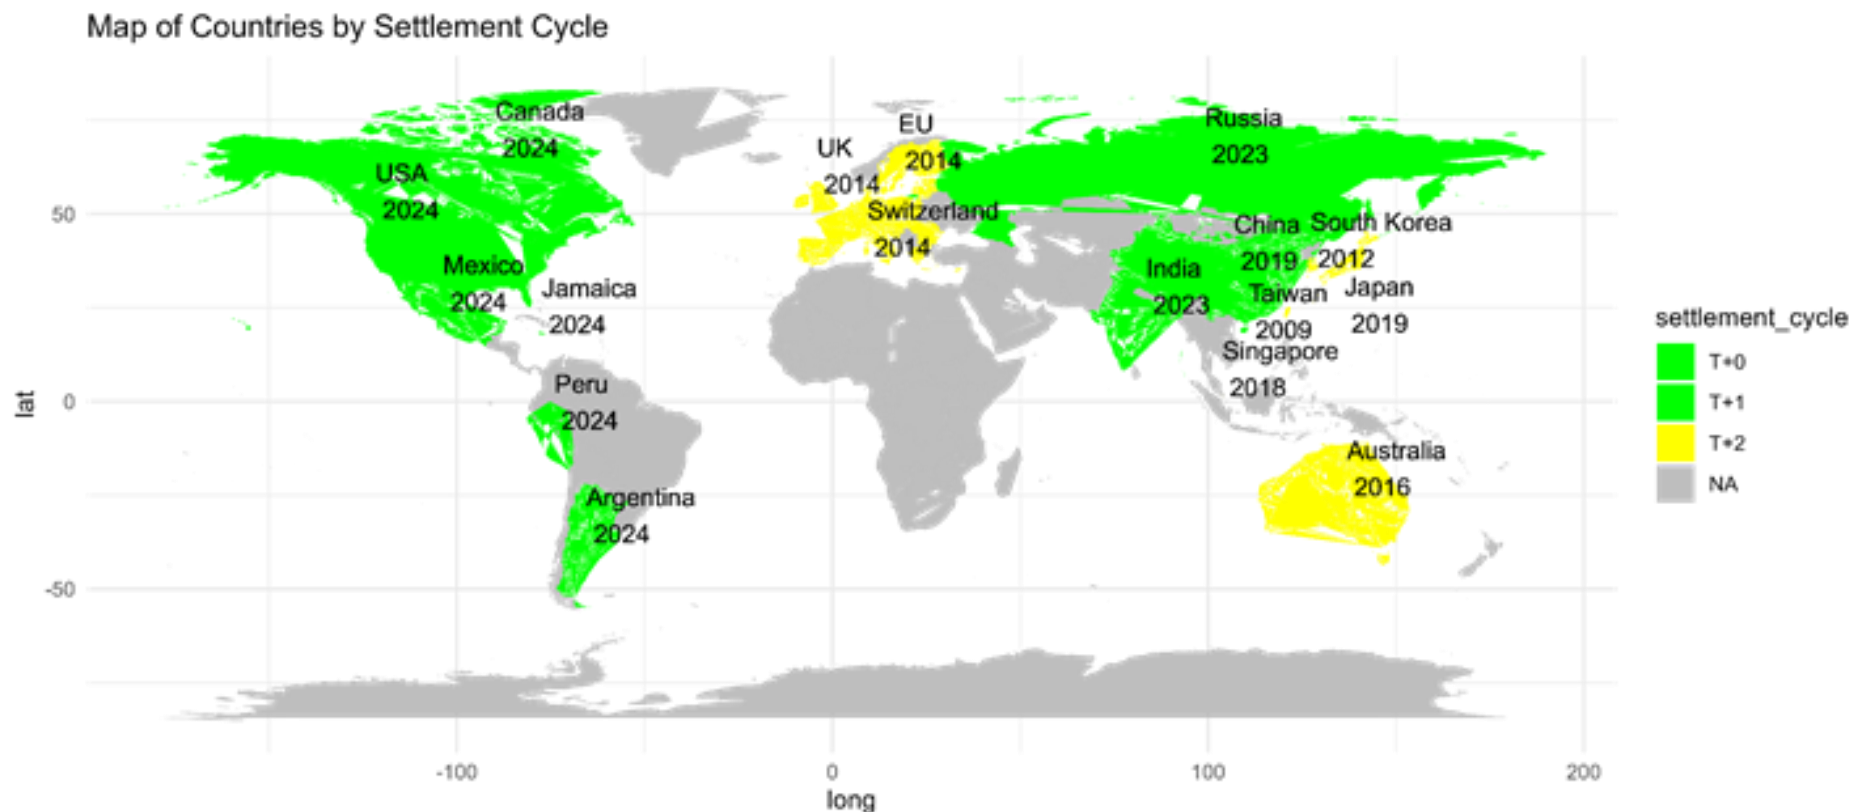 Map of Countries by Settlement Cycle
Canada
2024
Russia
2023
EU
2014
UK
2014
USA
2024
Switzerland
2014
China
2019
South Korea
2012
Mexico
2024
India
2023
Jamaica
2024
Taiwan
2009
Japan
2019
Singapore
2018
Peru
2024
Australia
2016
Argentina
2024
settlement_cycle
T+0
T+1
T+2
NA
50
0
-50
lat
-100
0
100
200
long